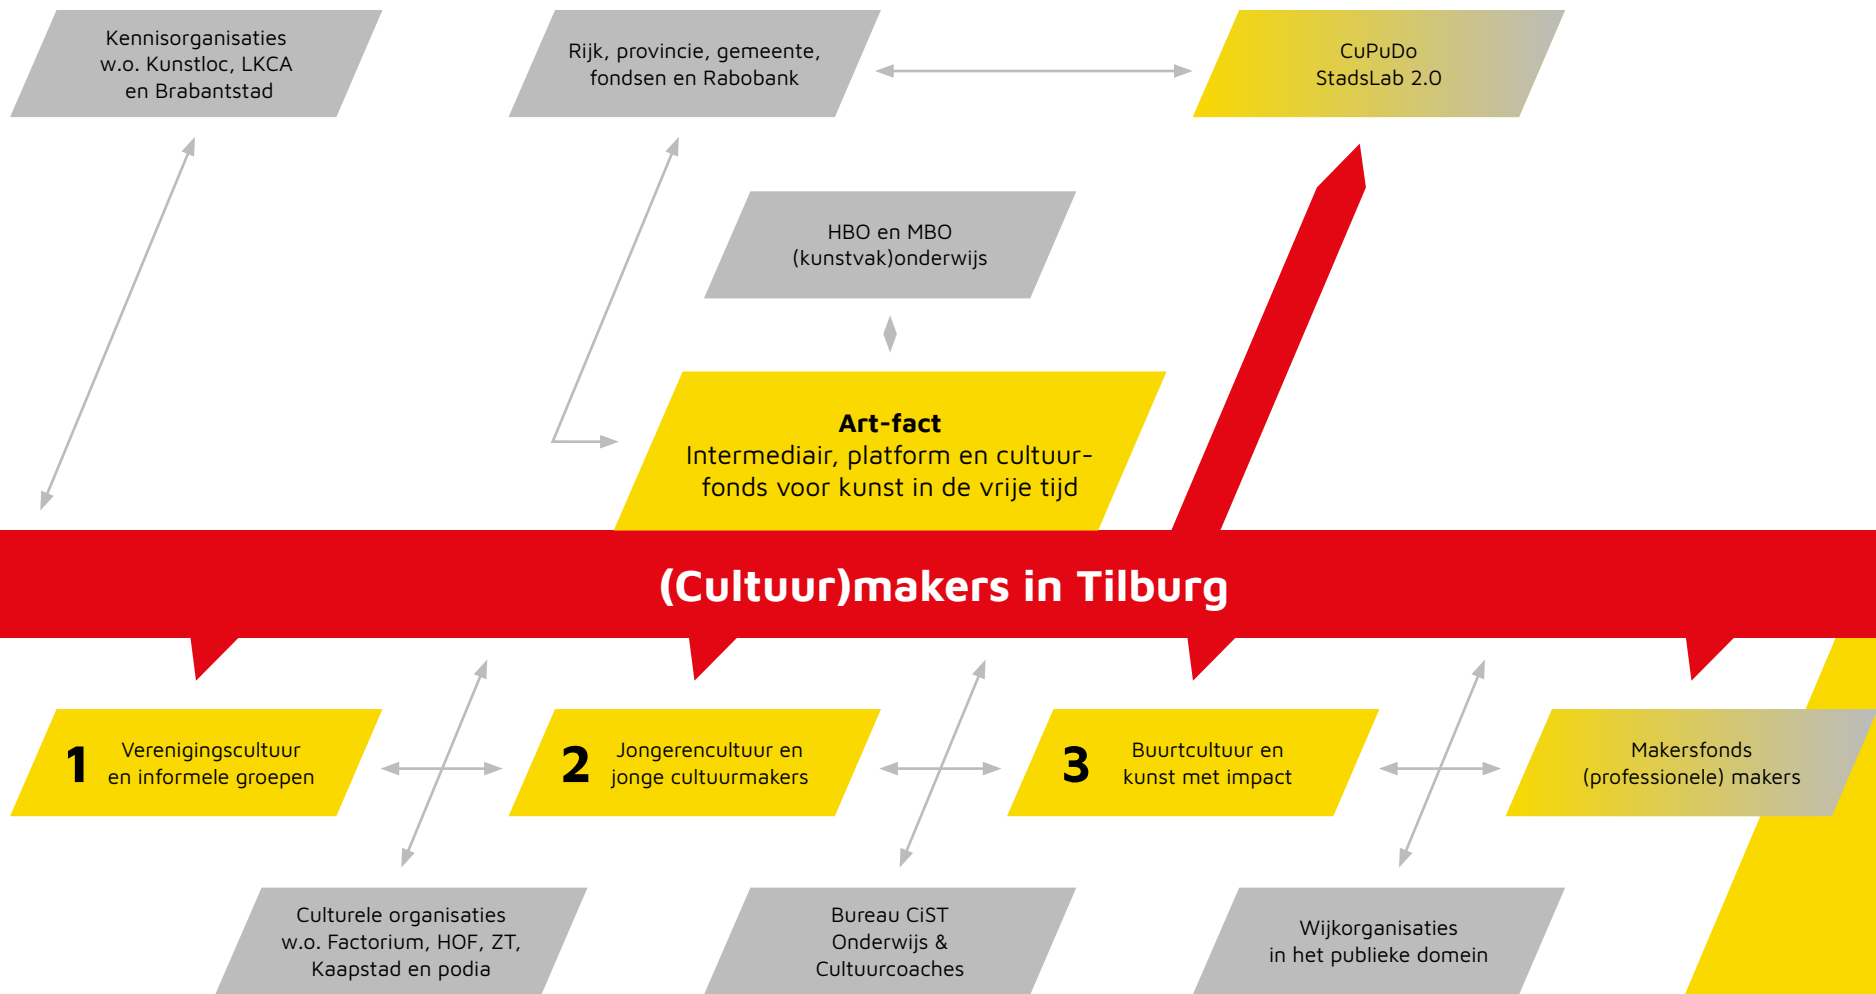 Kennisorganisaties
w.o. Kunstloc, LKCA
en Brabantstad
Rijk, provincie, gemeente,
fondsen en Rabobank
CuPuDo
StadsLab 2.0
HBO en MBO
(kunstvak)onderwijs
Art-fact
Intermediair, platform en cultuur-
fonds voor kunst in de vrije tijd
(Cultuur)makers in Tilburg
1
Verenigingscultuur
en informele groepen
2
Jongerencultuur en
jonge cultuurmakers
3
Buurtcultuur en
kunst met impact
Makersfonds
(professionele) makers
Culturele organisaties
w.o. Factorium, HOF, ZT,
Kaapstad en podia
Bureau CiST
Onderwijs &
Cultuurcoaches
Wijkorganisaties
in het publieke domein